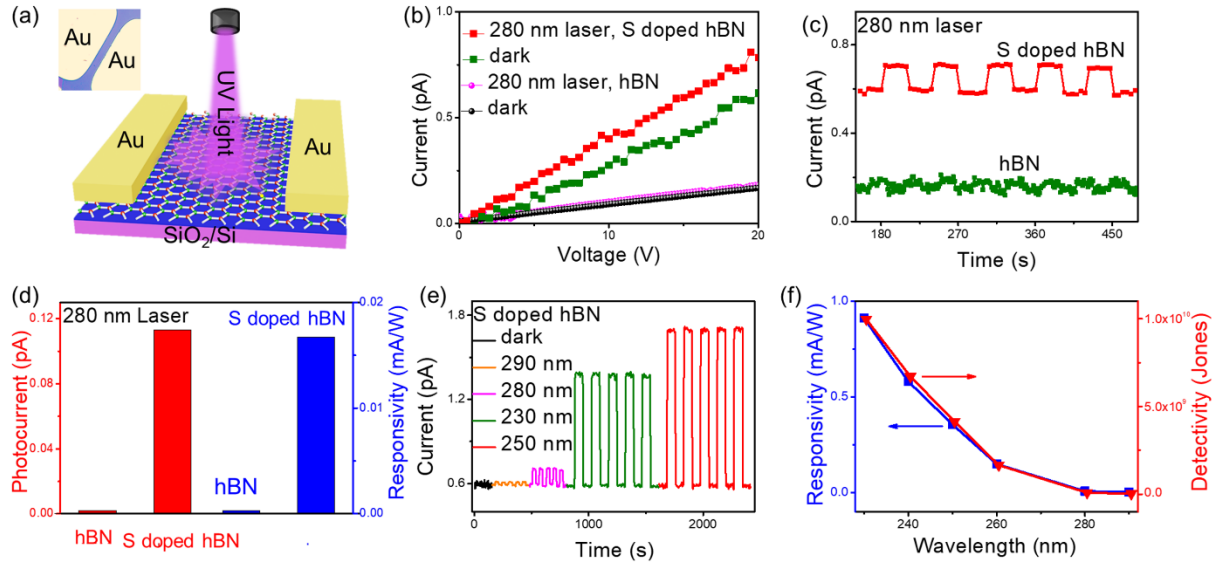 (a)
Au
Au
UV Light
Au
Au
SiO2/Si
(b)
280 nm laser, S doped hBN
dark
280 nm laser, hBN
dark
1.0
0.5
0.0
0
10
20
Current (pA)
Voltage (V)
(c)
280 nm laser
S doped hBN
hBN
0.8
0.4
0.0
180
270
360
450
Current (pA)
Time (s)
(d)
280 nm Laser
S doped hBN
hBN
hBN
S doped hBN
0.12
0.08
0.04
0.00
0.02
0.01
0.00
Photocurrent (pA)
Responsivity (mA/W)
(e)
S doped hBN
dark
290 nm
280 nm
230 nm
250 nm
1.8
1.2
0.6
0
1000
2000
Current (pA)
Time (s)
(f)
1.0
0.5
0.0
1.0x10^10
5.0x10^9
0.0
240
260
280
Responsivity (mA/W)
Detectivity (Jones)
Wavelength (nm)